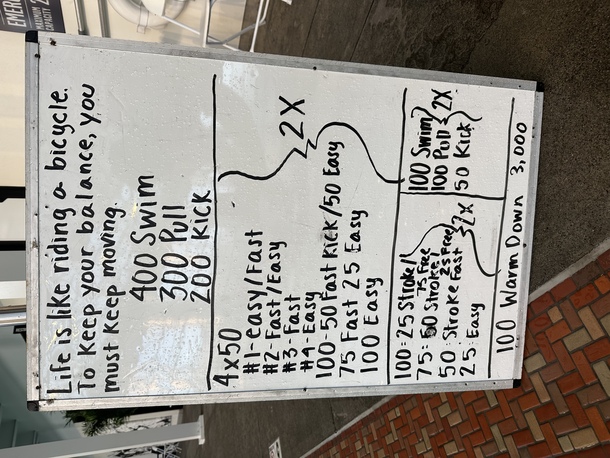 Life is like riding a bicycle.
To keep your balance, you
must keep moving.
400 Swim
300 Pull
200 Kick
4x50
#1-easy/Fast
#2-Fast/Easy
#3-Fast
#4-Easy
100-50 Fast Kick/50 Easy
75 Fast 25 Easy
100 Easy
2X
100: 25 Stroke/
75 Free
75: 50 Stroke
25 Free
50: Stroke Fast
25: Easy
2X
100 Swim
100 Pull
50 Kick
2X
100 Warm Down 3,000
EMER